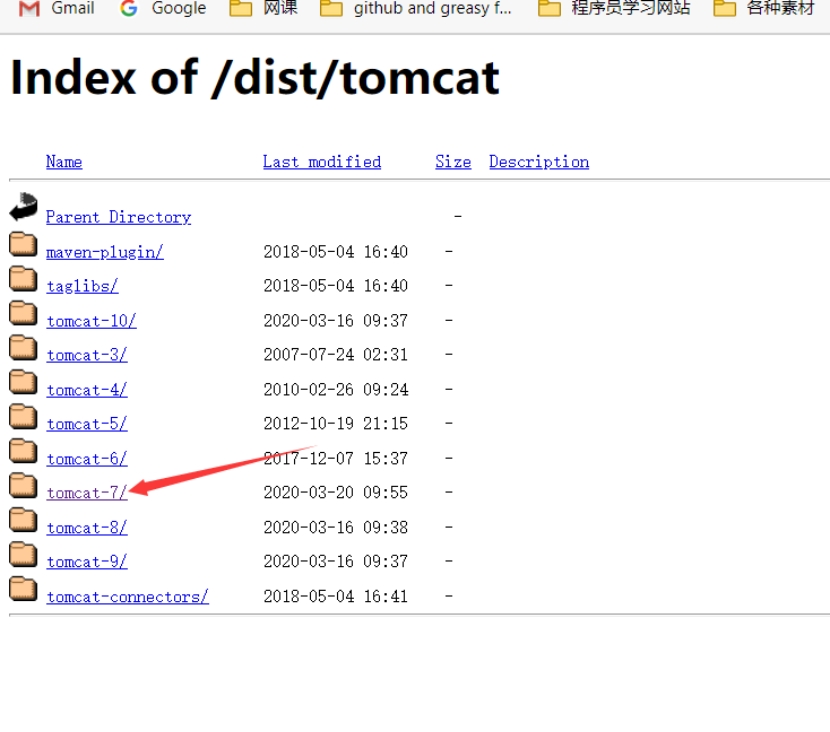 Gmail Google 网课 github and greasy f... 程序员学习网站 各种素材
Index of /dist/tomcat
Name Last modified Size Description
Parent Directory -
maven-plugin/ 2018-05-04 16:40 -
taglibs/ 2018-05-04 16:40 -
tomcat-10/ 2020-03-16 09:37 -
tomcat-3/ 2007-07-24 02:31 -
tomcat-4/ 2010-02-26 09:24 -
tomcat-5/ 2012-10-19 21:15 -
tomcat-6/ 2017-12-07 15:37 -
tomcat-7/ 2020-03-20 09:55 -
tomcat-8/ 2020-03-16 09:38 -
tomcat-9/ 2020-03-16 09:37 -
tomcat-connectors/ 2018-05-04 16:41 -